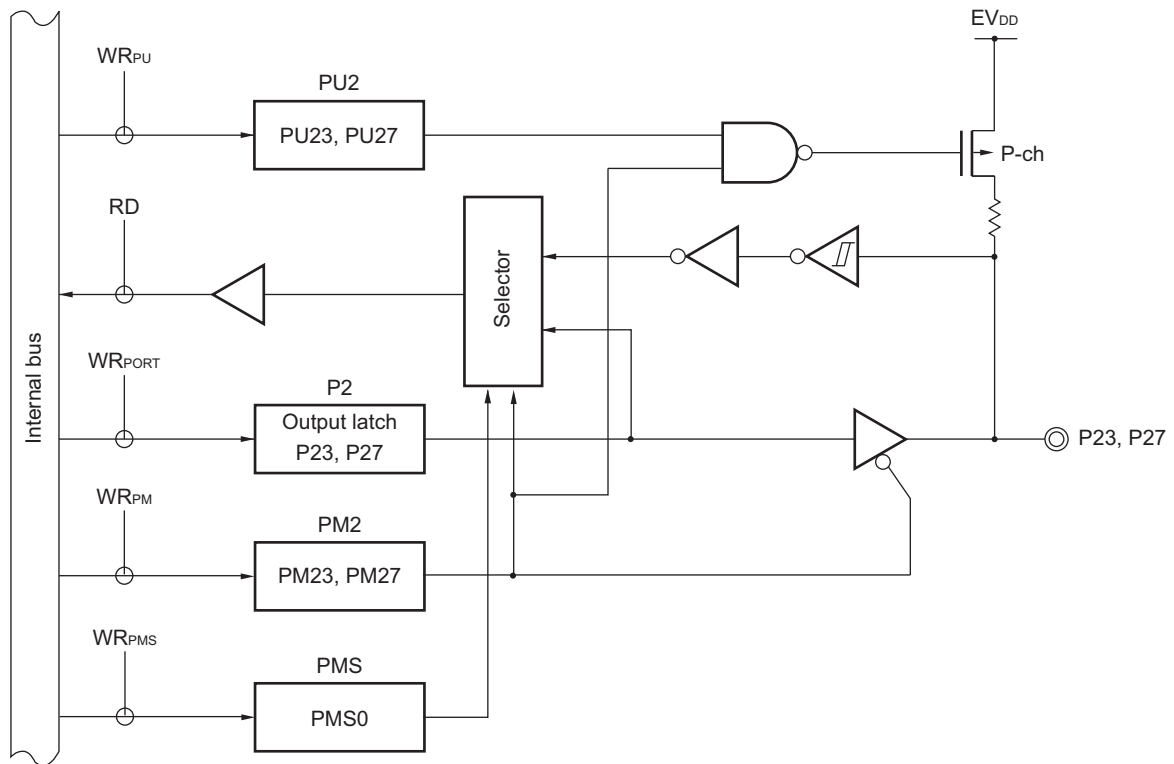 EVDD
WRPU
PU2
PU23, PU27
P-ch
RD
Selector
Internal bus
WRPORT
P2
Output latch
P23, P27
P23, P27
WRPM
PM2
PM23, PM27
WRPMS
PMS
PMS0